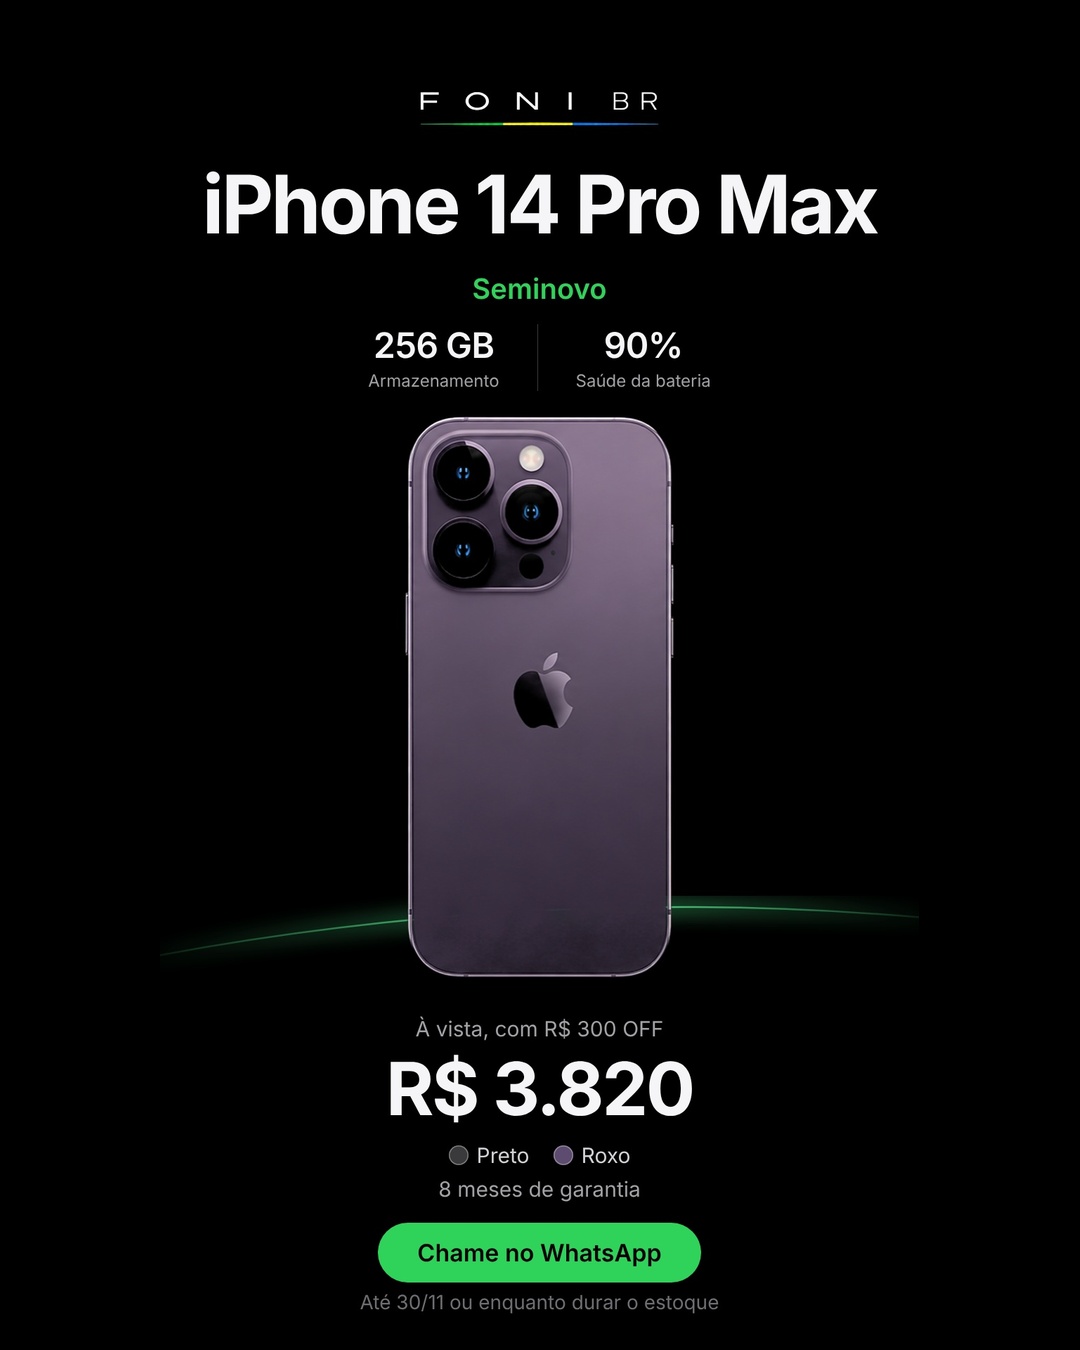 FONI BR
iPhone 14 Pro Max
Seminovo
256 GB
Armazenamento
90%
Saúde da bateria
À vista, com R$ 300 OFF
R$ 3.820
Preto Roxo
8 meses de garantia
Chame no WhatsApp
Até 30/11 ou enquanto durar o estoque